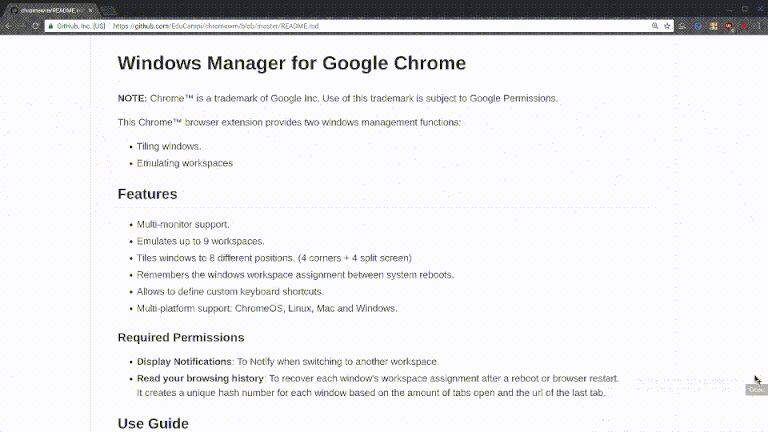 chromewm/README.md
GitHub, Inc. [US] https://github.com/EduCampi/chromewm/blob/master/README.md
Windows Manager for Google Chrome
NOTE: Chrome™ is a trademark of Google Inc. Use of this trademark is subject to Google Permissions.
This Chrome™ browser extension provides two windows management functions:
• Tiling windows.
• Emulating workspaces
Features
• Multi-monitor support.
• Emulates up to 9 workspaces.
• Tiles windows to 8 different positions. (4 corners + 4 split screen)
• Remembers the windows workspace assignment between system reboots.
• Allows to define custom keyboard shortcuts.
• Multi-platform support: ChromeOS, Linux, Mac and Windows.
Required Permissions
• Display Notifications: To Notify when switching to another workspace.
• Read your browsing history: To recover each window's workspace assignment after a reboot or browser restart.
It creates a unique hash number for each window based on the amount of tabs open and the url of the last tab.
Use Guide